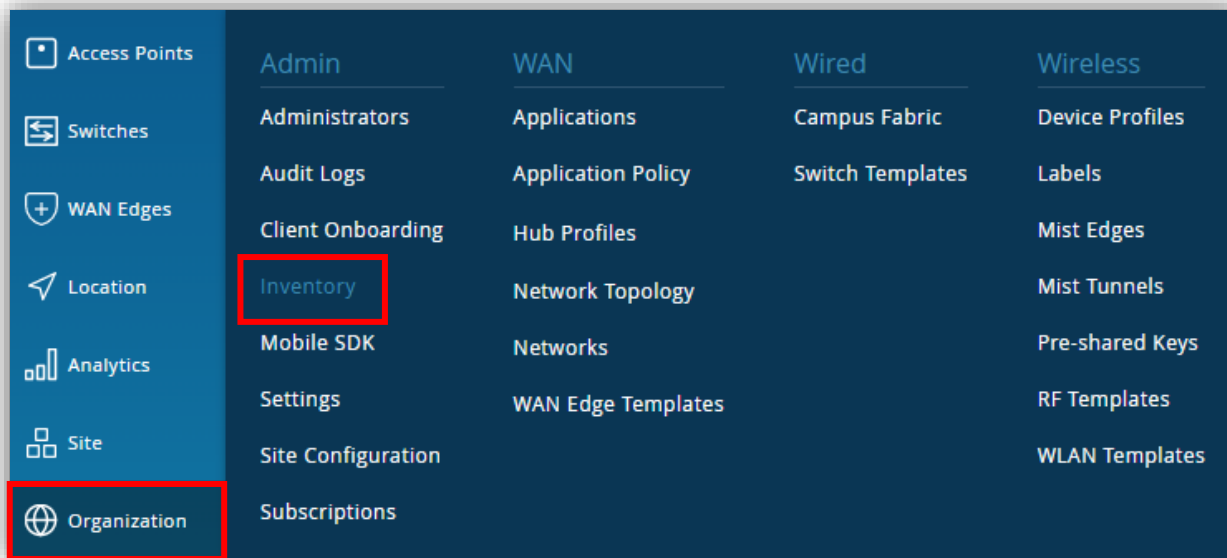 Access Points
Switches
WAN Edges
Location
Analytics
Site
Organization
Admin
Administrators
Audit Logs
Client Onboarding
Inventory
Mobile SDK
Settings
Site Configuration
Subscriptions
WAN
Applications
Application Policy
Hub Profiles
Network Topology
Networks
WAN Edge Templates
Wired
Campus Fabric
Switch Templates
Wireless
Device Profiles
Labels
Mist Edges
Mist Tunnels
Pre-shared Keys
RF Templates
WLAN Templates